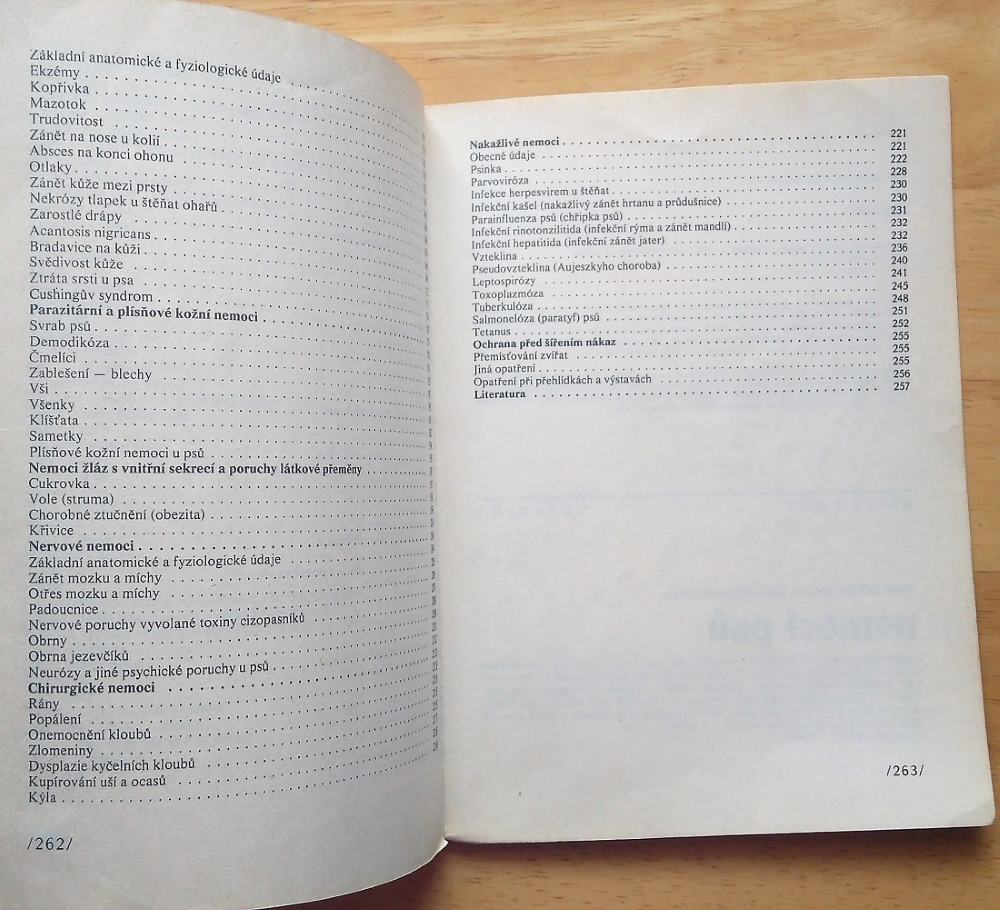 Základní anatomické a fyziologické údaje
Ekzémy
Kopřivka
Mazotok
Trudovitost
Zánět na nose u kolií
Absces na konci ohonu
Otlaky
Zánět kůže mezi prsty
Nekrózy tlapek u štěňat ohařů
Zarostlé drápy
Acantosis nigricans
Bradavice na kůži
Svědivost kůže
Ztráta srsti u psa
Cushingův syndrom
Parazitární a plísňové kožní nemoci
Svrab psů
Demodikóza
Čmelíci
Zablešení — blechy
Vši
Všenky
Klíšťata
Sametky
Plísňové kožní nemoci u psů
Nemoci žláz s vnitřní sekrecí a poruchy látkové přeměny
Cukrovka
Vole (struma)
Chorobné ztučnění (obezita)
Křivice
Nervové nemoci
Základní anatomické a fyziologické údaje
Zánět mozku a míchy
Otřes mozku a míchy
Padoucnice
Nervové poruchy vyvolané toxiny cizopasníků
Obrny
Obrna jezevčíků
Neurózy a jiné psychické poruchy u psů
Chirurgické nemoci
Rány
Popálení
Onemocnění kloubů
Zlomeniny
Dysplazie kyčelních kloubů
Kupírování uší a ocasů
Kýla
/262/
Nakažlivé nemoci 221
Obecné údaje 221
Psinka 222
Parvoviróza 228
Infekce herpesvirem u štěňat 230
Infekční kašel (nakažlivý zánět hrtanu a průdušnice) 230
Parainfluenza psů (chřipka psů) 231
Infekční rinotonzilitida (infekční rýma a zánět mandlí) 232
Infekční hepatitida (infekční zánět jater) 232
Vzteklina 236
Pseudovzteklina (Aujeszkyho choroba) 240
Leptospirózy 241
Toxoplazmóza 245
Tuberkulóza 248
Salmonelóza (paratyf) psů 251
Tetanus 252
Ochrana před šířením nákaz 255
Přemisťování zvířat 255
Jiná opatření 255
Opatření při přehlídkách a výstavách 256
Literatura 257
/263/